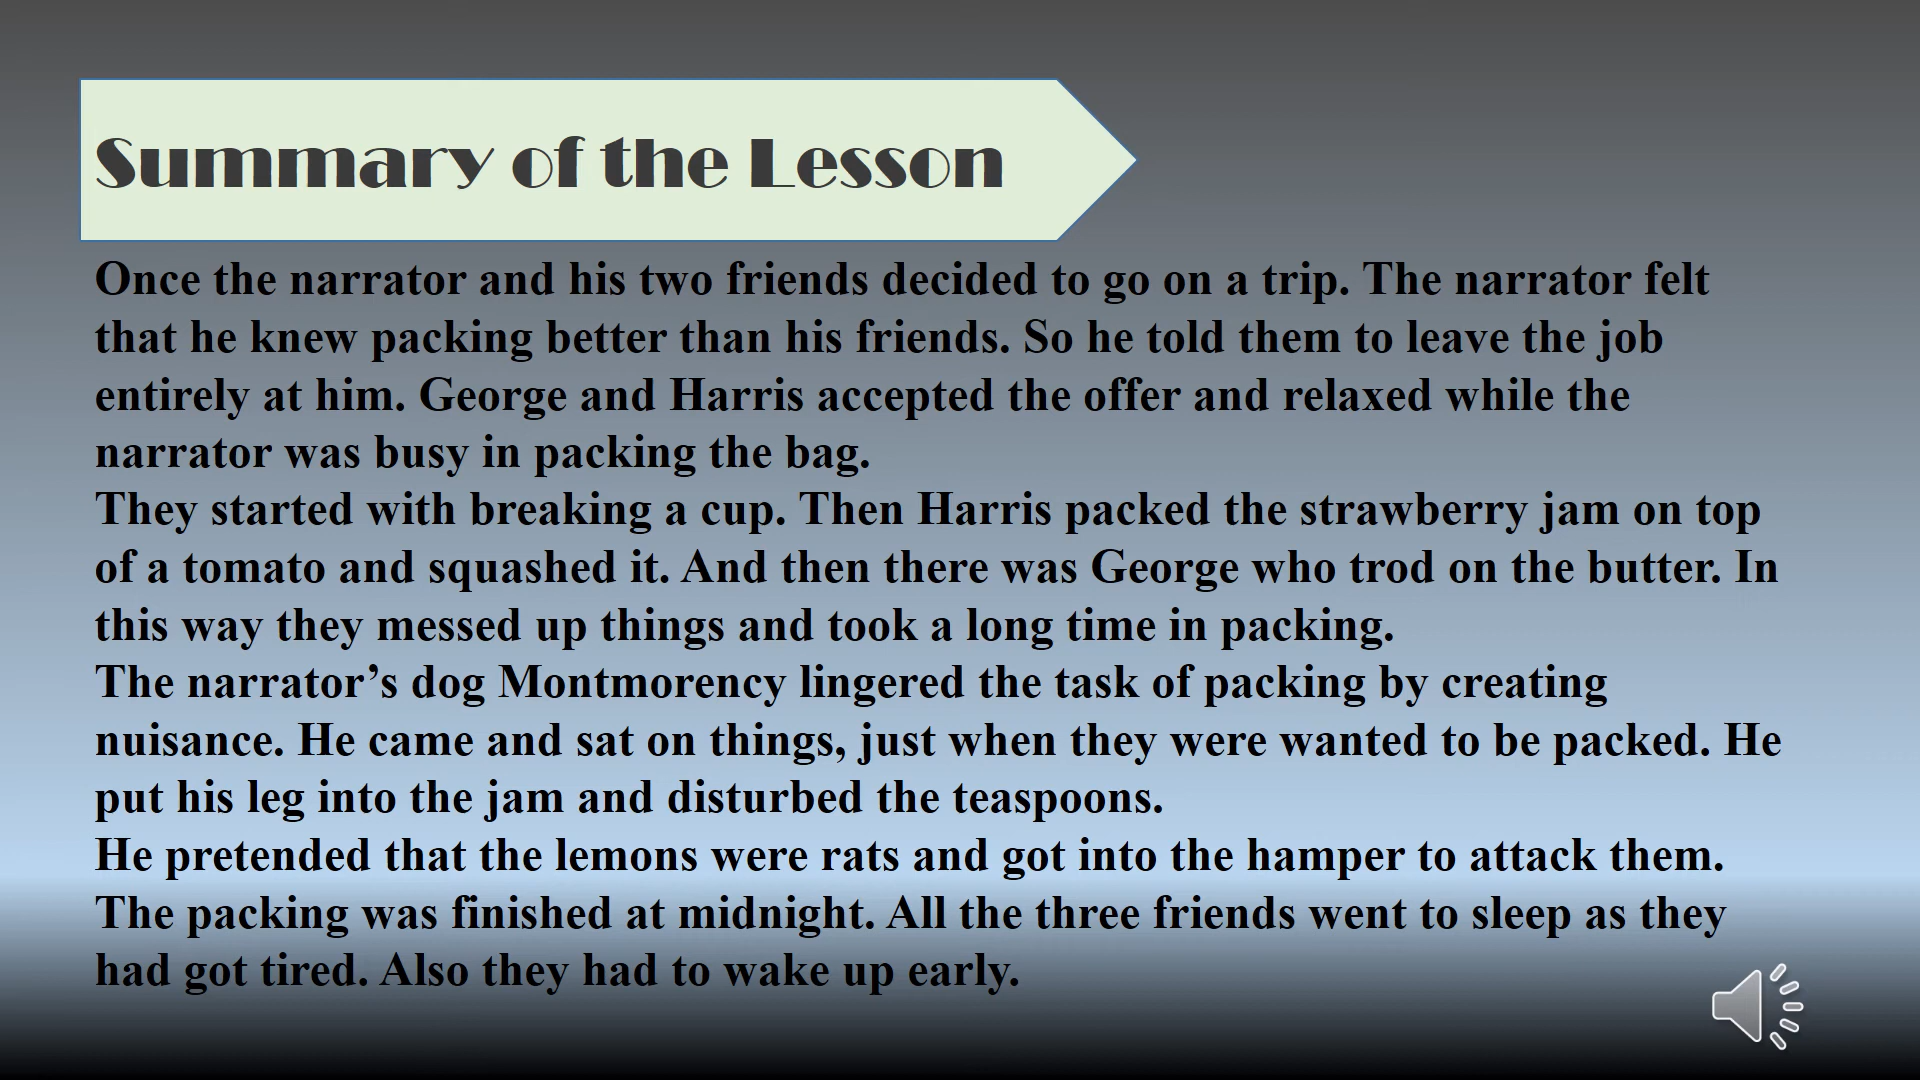 Summary of the Lesson
Once the narrator and his two friends decided to go on a trip. The narrator felt
that he knew packing better than his friends. So he told them to leave the job
entirely at him. George and Harris accepted the offer and relaxed while the
narrator was busy in packing the bag.
They started with breaking a cup. Then Harris packed the strawberry jam on top
of a tomato and squashed it. And then there was George who trod on the butter. In
this way they messed up things and took a long time in packing.
The narrator’s dog Montmorency lingered the task of packing by creating
nuisance. He came and sat on things, just when they were wanted to be packed. He
put his leg into the jam and disturbed the teaspoons.
He pretended that the lemons were rats and got into the hamper to attack them.
The packing was finished at midnight. All the three friends went to sleep as they
had got tired. Also they had to wake up early.